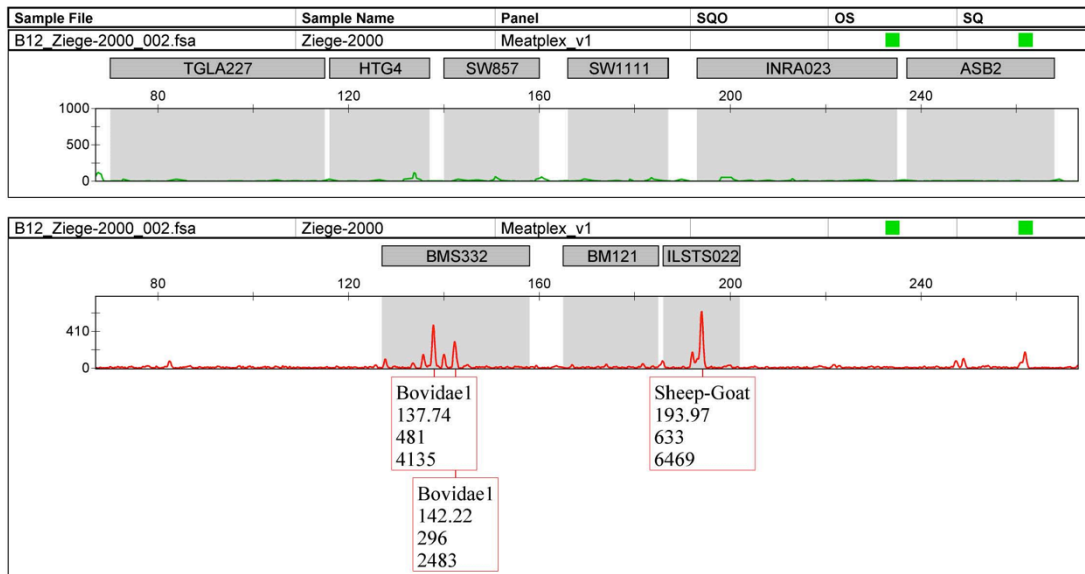 Sample File Sample Name Panel SQO OS SQ
B12_Ziege-2000_002.fsa Ziege-2000 Meatplex_v1
TGLA227 HTG4 SW857 SW1111 INRA023 ASB2
80 120 160 200 240
1000
500
0
B12_Ziege-2000_002.fsa Ziege-2000 Meatplex_v1
BMS332 BM121 ILSTS022
80 120 160 200 240
410
0
Bovidae1 Sheep-Goat
137.74 193.97
481 633
4135 6469
Bovidae1
142.22
296
2483